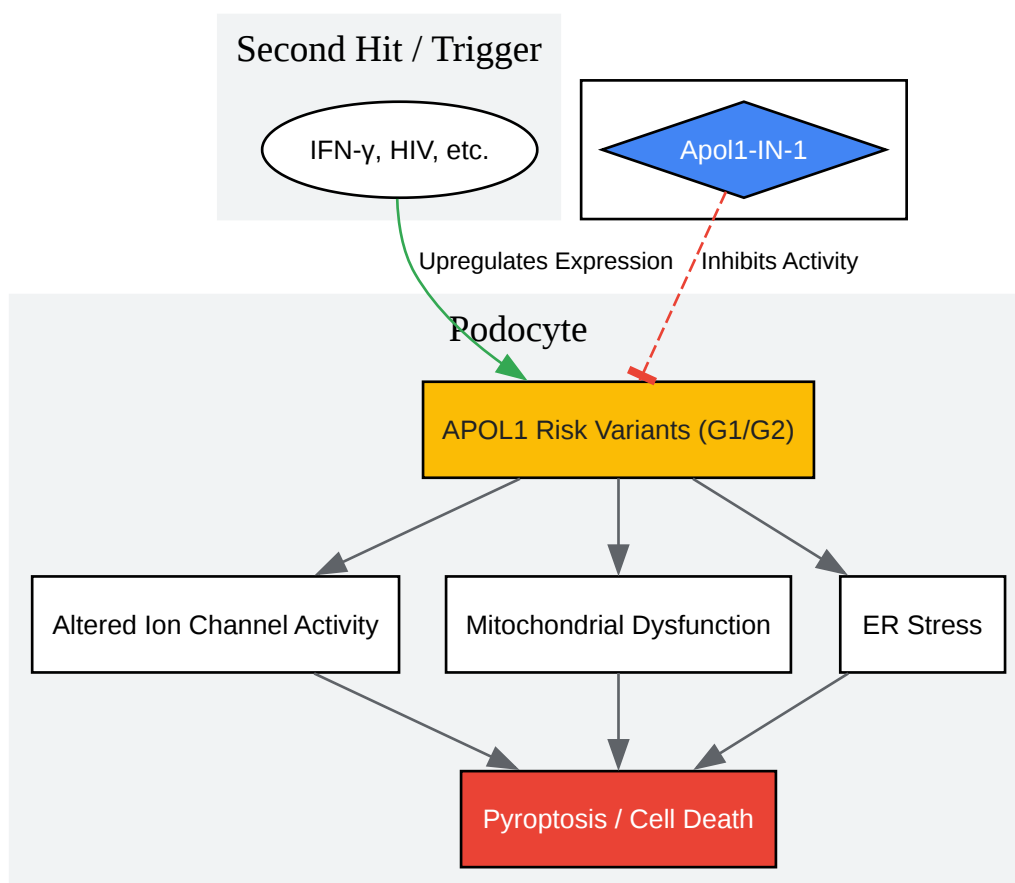 Second Hit / Trigger
IFN-γ, HIV, etc.
Apol1-IN-1
Upregulates Expression
Inhibits Activity
Podocyte
APOL1 Risk Variants (G1/G2)
Altered Ion Channel Activity
Mitochondrial Dysfunction
ER Stress
Pyroptosis / Cell Death